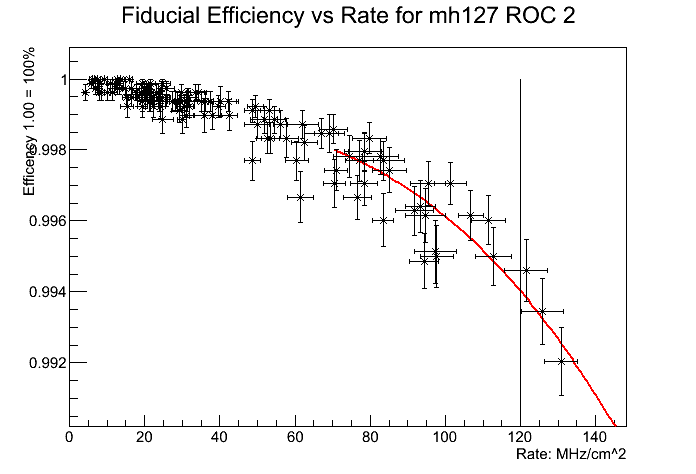 Fiducial Efficiency vs Rate for mh127 ROC 2
Efficency 1.00 = 100%
1
0.998
0.996
0.994
0.992
0 20 40 60 80 100 120 140
Rate: MHz/cm^2